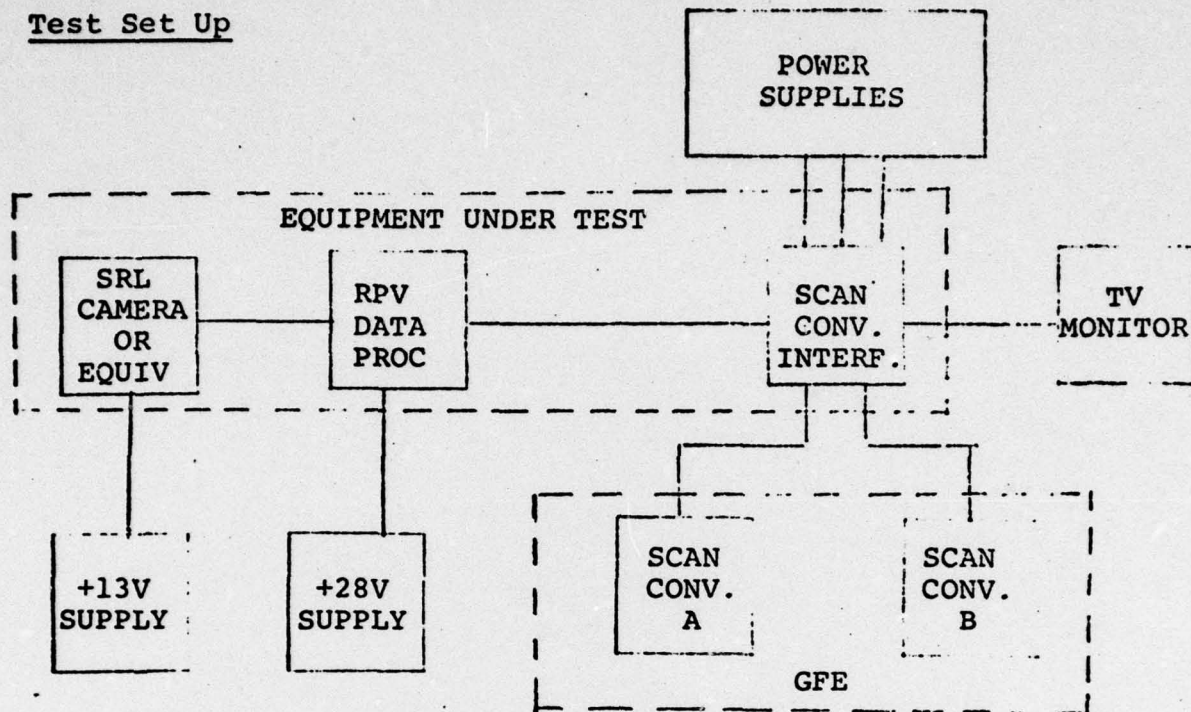 Test Set Up
POWER
SUPPLIES
EQUIPMENT UNDER TEST
SRL
CAMERA
OR
EQUIV
RPV
DATA
PROC
SCAN
CONV.
INTERF.
TV
MONITOR
+13V
SUPPLY
+28V
SUPPLY
SCAN
CONV.
A
SCAN
CONV.
B
GFE